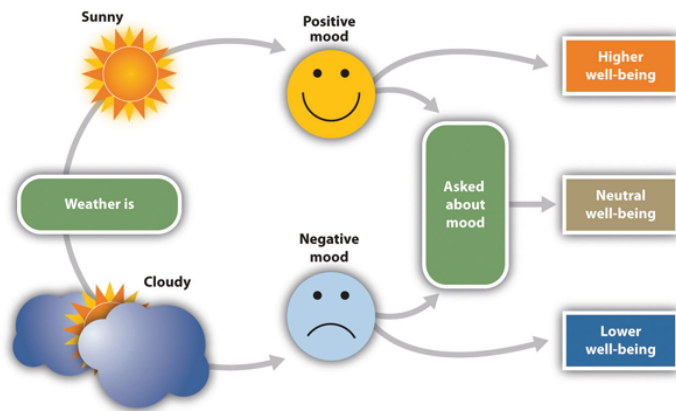 Sunny
Positive
mood
Higher
well-being
Weather is
Asked
about
mood
Neutral
well-being
Negative
mood
Cloudy
Lower
well-being